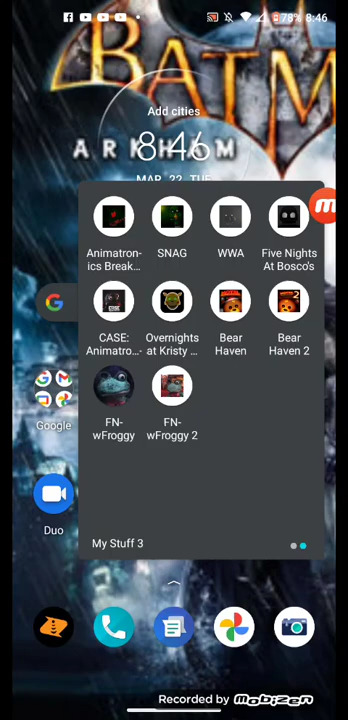 78% 8:46
BATM
Add cities
ARKHAM
8:46
MAR. 22, TUE
Animatron-
ics Break...
SNAG
WWA
Five Nights
At Bosco's
CASE:
Animatro...
Overnights
at Kristy ...
Bear
Haven
Bear
Haven 2
FN-
wFroggy
FN-
wFroggy 2
Google
Duo
My Stuff 3
Recorded by mobizen